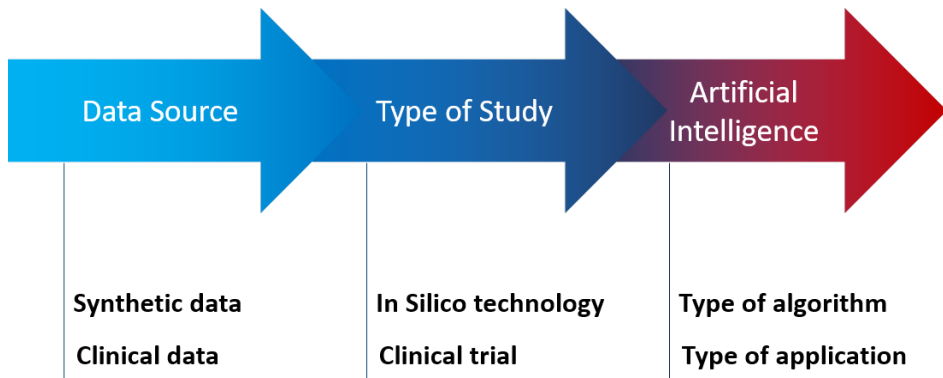 Data Source
Type of Study
Artificial
Intelligence
Synthetic data
Clinical data
In Silico technology
Clinical trial
Type of algorithm
Type of application